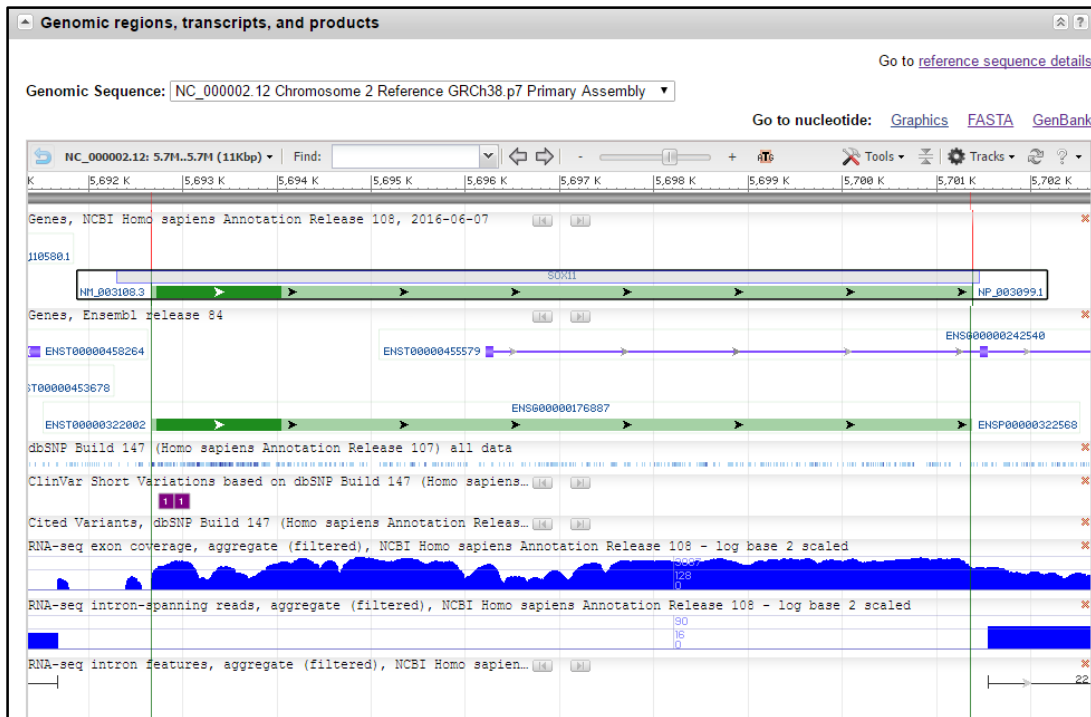 Genomic regions, transcripts, and products
Go to reference sequence details
Genomic Sequence: NC_000002.12 Chromosome 2 Reference GRCh38.p7 Primary Assembly
Go to nucleotide: Graphics FASTA GenBank
NC_000002.12: 5.7M..5.7M (11Kbp) Find: - + ATG Tools Tracks ?
K 5,692 K 5,693 K 5,694 K 5,695 K 5,696 K 5,697 K 5,698 K 5,699 K 5,700 K 5,701 K 5,702 K
Genes, NCBI Homo sapiens Annotation Release 108, 2016-06-07
110580.1
SOX11
NM_003108.3 NP_003099.1
Genes, Ensembl release 84
ENSG00000242540
ENST00000458264 ENST00000455579
ST00000453678
ENSG00000176887
ENST00000322002 ENSP00000322568
dbSNP Build 147 (Homo sapiens Annotation Release 107) all data
ClinVar Short Variations based on dbSNP Build 147 (Homo sapiens...
1 1
Cited Variants, dbSNP Build 147 (Homo sapiens Annotation Releas...
RNA-seq exon coverage, aggregate (filtered), NCBI Homo sapiens Annotation Release 108 - log base 2 scaled
128
0
RNA-seq intron-spanning reads, aggregate (filtered), NCBI Homo sapiens Annotation Release 108 - log base 2 scaled
90
16
0
RNA-seq intron features, aggregate (filtered), NCBI Homo sapien...
22